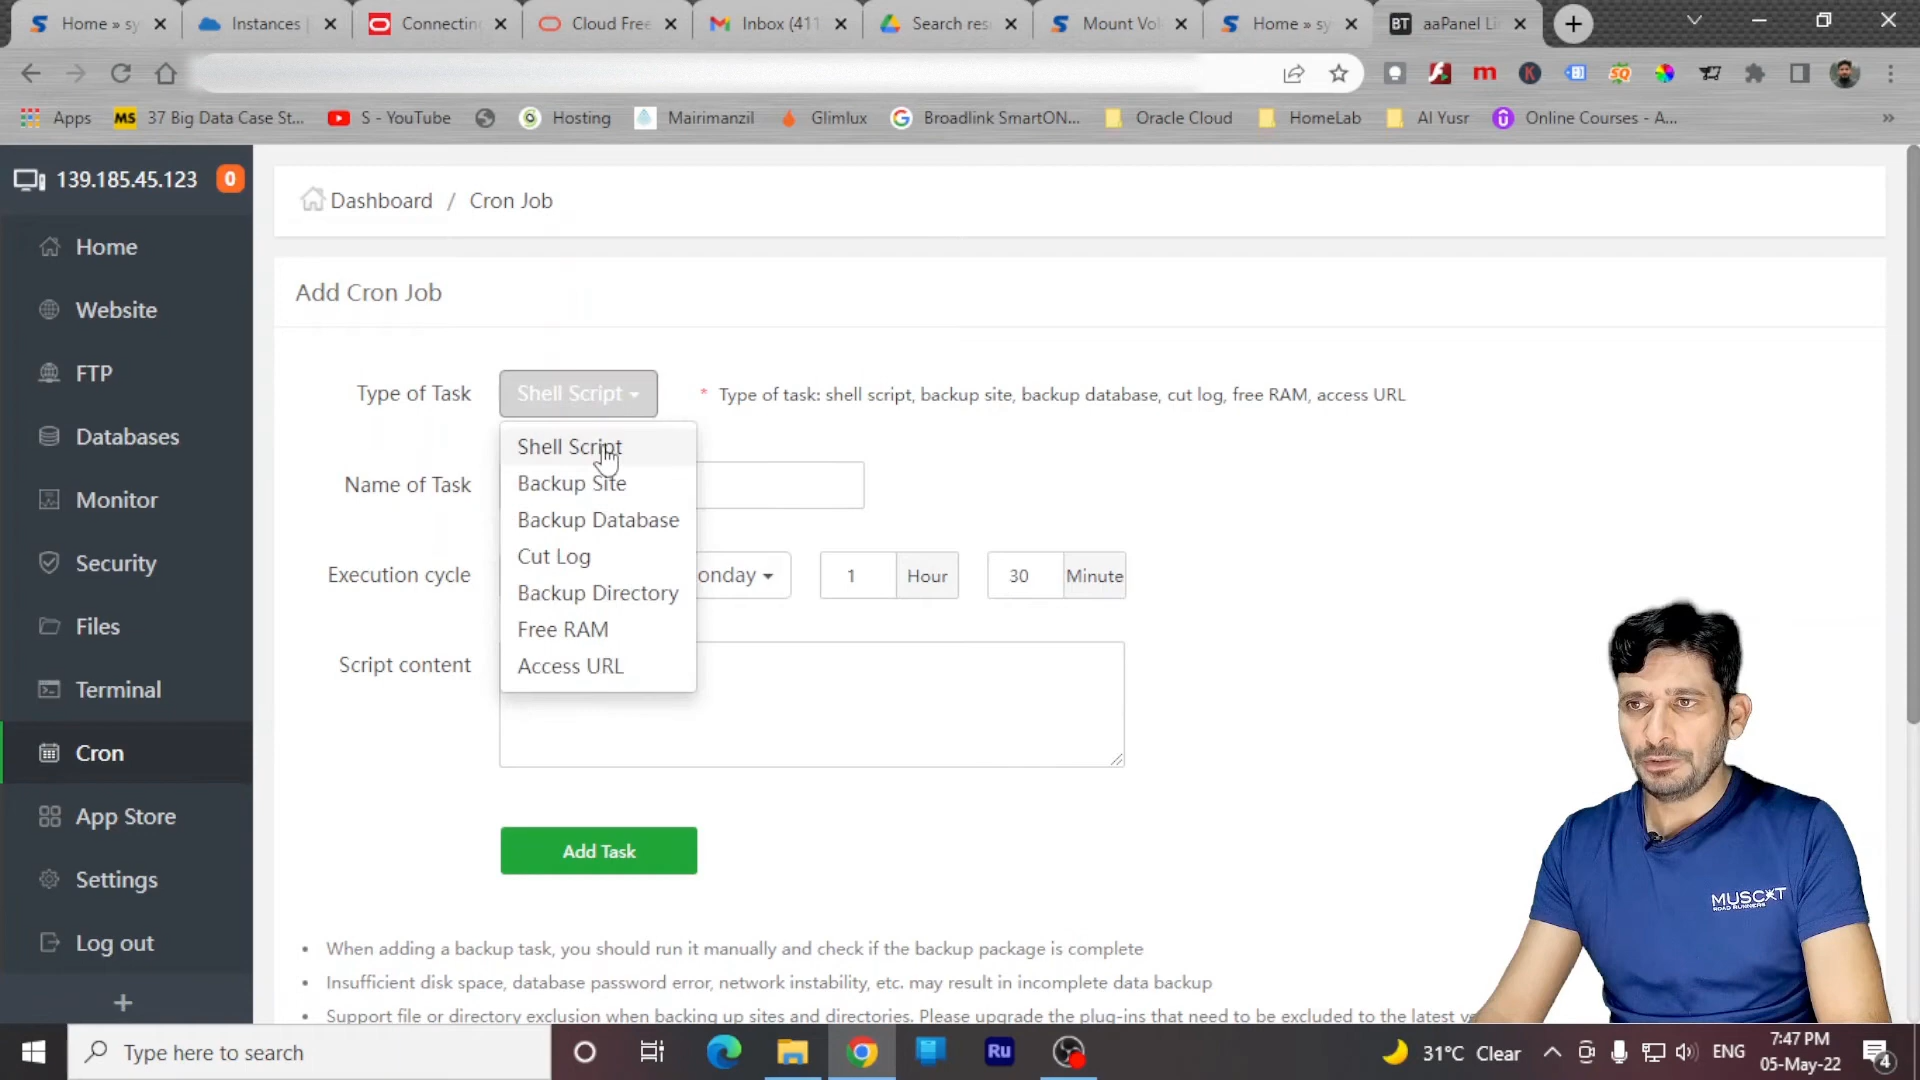 Home » sy
Instances
Connecting
Cloud Free
Inbox (411
Search res
Mount Vol
Home » sy
BT aaPanel Li
Apps
MS 37 Big Data Case St...
S - YouTube
Hosting
Mairimanzil
Glimlux
Broadlink SmartON...
Oracle Cloud
HomeLab
Al Yusr
Online Courses - A...
»
139.185.45.123 0
Home
Website
FTP
Databases
Monitor
Security
Files
Terminal
Cron
App Store
Settings
Log out
Dashboard / Cron Job
Add Cron Job
Type of Task
Shell Script
* Type of task: shell script, backup site, backup database, cut log, free RAM, access URL
Shell Script
Backup Site
Backup Database
Cut Log
Backup Directory
Free RAM
Access URL
Name of Task
Execution cycle
onday
1 Hour
30 Minute
Script content
Add Task
• When adding a backup task, you should run it manually and check if the backup package is complete
• Insufficient disk space, database password error, network instability, etc. may result in incomplete data backup
• Support file or directory exclusion when backing up sites and directories. Please upgrade the plug-ins that need to be excluded to the latest ve
MUSCAT
ROAD RUNNERS
Type here to search
Ru
31°C Clear
ENG
7:47 PM
05-May-22
4